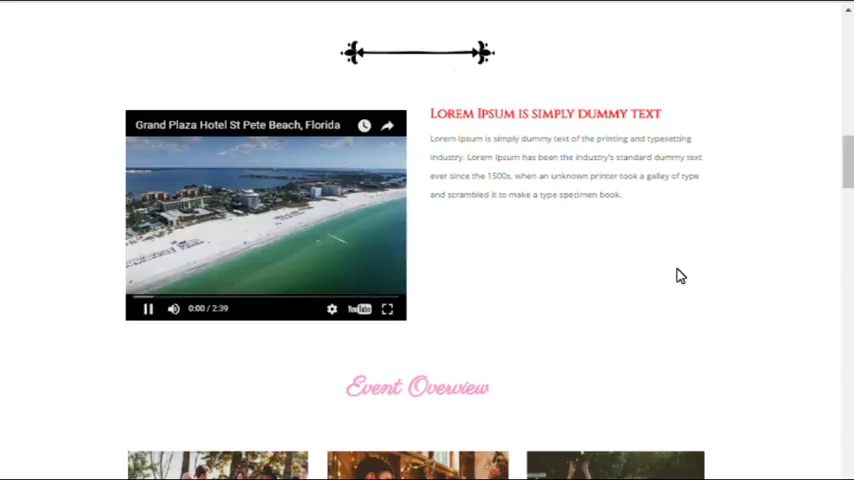 Grand Plaza Hotel St Pete Beach, Florida
0:00 / 2:39
YouTube
Lorem Ipsum is simply dummy text
Lorem Ipsum is simply dummy text of the printing and typesetting
industry. Lorem Ipsum has been the industry's standard dummy text
ever since the 1500s, when an unknown printer took a galley of type
and scrambled it to make a type specimen book.
Event Overview